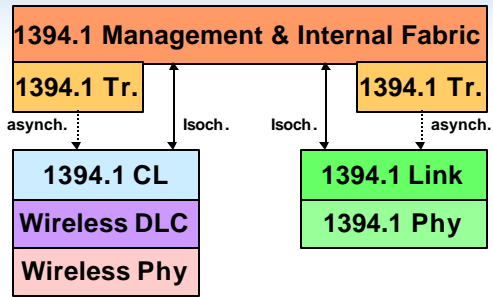 1394.1 Management & Internal Fabric
1394.1 Tr. 1394.1 Tr.
asynch. Isoch. Isoch. asynch.
1394.1 CL 1394.1 Link
Wireless DLC 1394.1 Phy
Wireless Phy